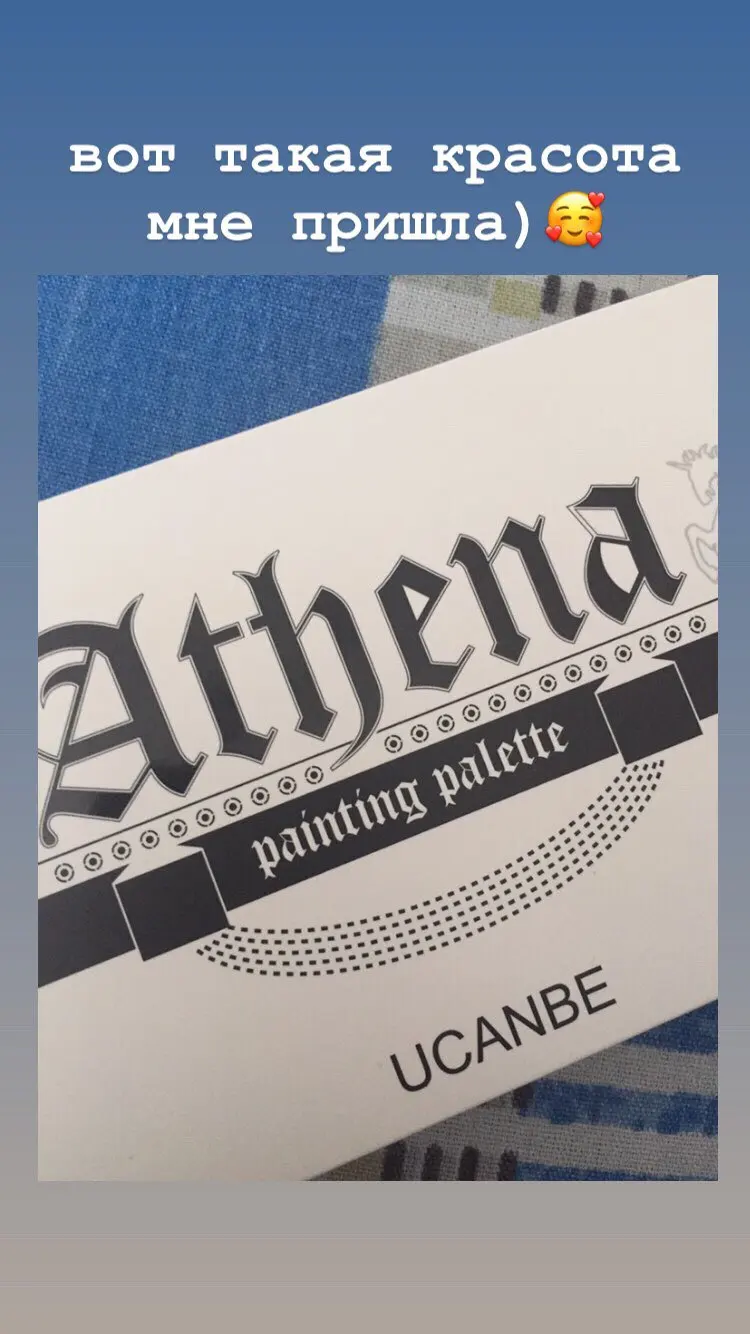 вот такая красота
мне пришла)🥰
Athena
painting palette
UCANBE